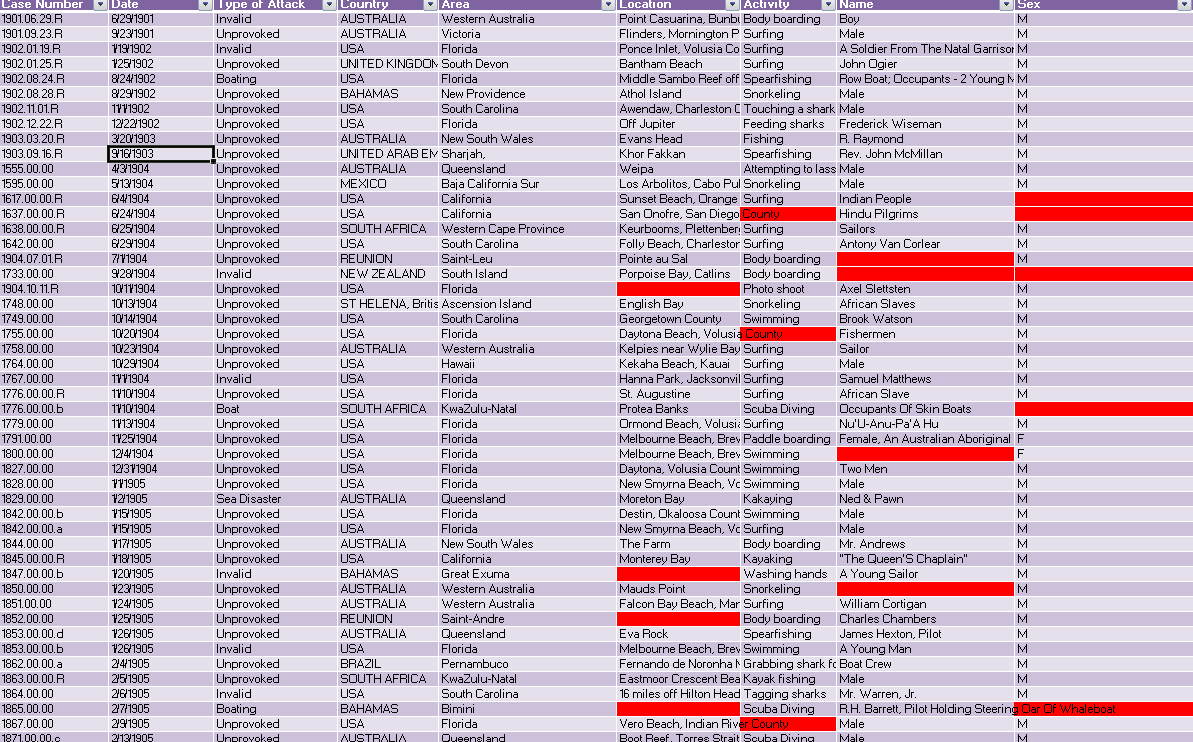 Case Number Date Type of Attack Country Area Location Activity Name Sex
1901.06.29.R 6/29/1901 Invalid AUSTRALIA Western Australia Point Casuarina, Bunbu Body boarding Boy M
1901.09.23.R 9/23/1901 Unprovoked AUSTRALIA Victoria Flinders, Mornington P Surfing Male M
1902.01.19.R 1/19/1902 Invalid USA Florida Ponce Inlet, Volusia Co Surfing A Soldier From The Natal Garrison M
1902.01.25.R 1/25/1902 Unprovoked UNITED KINGDOM South Devon Bantham Beach Surfing John Ogier M
1902.08.24.R 8/24/1902 Boating USA Florida Middle Sambo Reef off Spearfishing Row Boat; Occupants - 2 Young M M
1902.08.28.R 8/29/1902 Unprovoked BAHAMAS New Providence Athol Island Snorkeling Male M
1902.11.01.R 11/1/1902 Unprovoked USA South Carolina Awendaw, Charleston C Touching a shark Male M
1902.12.22.R 12/22/1902 Unprovoked USA Florida Off Jupiter Feeding sharks Frederick Wiseman M
1903.03.20.R 3/20/1903 Unprovoked AUSTRALIA New South Wales Evans Head Fishing R. Raymond M
1903.09.16.R 9/16/1903 Unprovoked UNITED ARAB EM Sharjah, Khor Fakkan Spearfishing Rev. John McMillan M
1555.00.00 4/3/1904 Unprovoked AUSTRALIA Queensland Weipa Attempting to lass Male M
1595.00.00 5/13/1904 Unprovoked MEXICO Baja California Sur Los Arbolitos, Cabo Pul Snorkeling Male M
1617.00.00.R 6/4/1904 Unprovoked USA California Sunset Beach, Orange Surfing Indian People
1637.00.00.R 6/24/1904 Unprovoked USA California San Onofre, San Diego County Hindu Pilgrims
1638.00.00.R 6/25/1904 Unprovoked SOUTH AFRICA Western Cape Province Keurbooms, Plettenberg Surfing Sailors M
1642.00.00 6/29/1904 Unprovoked USA South Carolina Folly Beach, Charleston Surfing Antony Van Corlear M
1904.07.01.R 7/1/1904 Unprovoked REUNION Saint-Leu Pointe au Sal Body boarding M
1733.00.00 9/28/1904 Invalid NEW ZEALAND South Island Porpoise Bay, Catlins Body boarding
1904.10.11.R 10/11/1904 Unprovoked USA Florida Photo shoot Axel Slettsten M
1748.00.00 10/13/1904 Unprovoked ST HELENA, Britis Ascension Island English Bay Snorkeling African Slaves M
1749.00.00 10/14/1904 Unprovoked USA South Carolina Georgetown County Swimming Brook Watson M
1755.00.00 10/20/1904 Unprovoked USA Florida Daytona Beach, Volusia County Fishermen M
1758.00.00 10/23/1904 Unprovoked AUSTRALIA Western Australia Kelpies near Wylie Bay Surfing Sailor M
1764.00.00 10/29/1904 Unprovoked USA Hawaii Kekaha Beach, Kauai Surfing Male M
1767.00.00 11/1/1904 Invalid USA Florida Hanna Park, Jacksonvil Surfing Samuel Matthews M
1776.00.00.R 11/10/1904 Unprovoked USA Florida St. Augustine Surfing African Slave M
1776.00.00.b 11/10/1904 Boat SOUTH AFRICA KwaZulu-Natal Protea Banks Scuba Diving Occupants Of Skin Boats
1779.00.00 11/13/1904 Unprovoked USA Florida Ormond Beach, Volusi Surfing Nu'U-Anu-Pa'A Hu M
1791.00.00 11/25/1904 Unprovoked USA Florida Melbourne Beach, Brev Paddle boarding Female, An Australian Aboriginal F
1800.00.00 12/4/1904 Unprovoked USA Florida Melbourne Beach, Brev Swimming F
1827.00.00 12/31/1904 Unprovoked USA Florida Daytona, Volusia Count Swimming Two Men M
1828.00.00 1/1/1905 Unprovoked USA Florida New Smyrna Beach, Vo Swimming Male M
1829.00.00 1/2/1905 Sea Disaster AUSTRALIA Queensland Moreton Bay Kakaying Ned & Pawn M
1842.00.00.b 1/15/1905 Unprovoked USA Florida Destin, Okaloosa Count Swimming Male M
1842.00.00.a 1/15/1905 Unprovoked USA Florida New Smyrna Beach, Vo Surfing Male M
1844.00.00 1/17/1905 Unprovoked AUSTRALIA New South Wales The Farm Body boarding Mr. Andrews M
1845.00.00.R 1/18/1905 Unprovoked USA California Monterey Bay Kayaking "The Queen'S Chaplain" M
1847.00.00.b 1/20/1905 Invalid BAHAMAS Great Exuma Washing hands A Young Sailor M
1850.00.00 1/23/1905 Unprovoked AUSTRALIA Western Australia Mauds Point Snorkeling M
1851.00.00 1/24/1905 Unprovoked AUSTRALIA Western Australia Falcon Bay Beach, Man Surfing William Cortigan M
1852.00.00 1/25/1905 Unprovoked REUNION Saint-Andre Body boarding Charles Chambers M
1853.00.00.d 1/26/1905 Unprovoked AUSTRALIA Queensland Eva Rock Spearfishing James Hexton, Pilot M
1853.00.00.b 1/26/1905 Invalid USA Florida Melbourne Beach, Brev Swimming A Young Man M
1862.00.00.a 2/4/1905 Unprovoked BRAZIL Pernambuco Fernando de Noronha Grabbing shark fo Boat Crew M
1863.00.00.R 2/5/1905 Unprovoked SOUTH AFRICA KwaZulu-Natal Eastmoor Crescent Bea Kayak fishing Male M
1864.00.00 2/6/1905 Invalid USA South Carolina 16 miles off Hilton Head Tagging sharks Mr. Warren, Jr. M
1865.00.00 2/7/1905 Boating BAHAMAS Bimini Scuba Diving R.H. Barrett, Pilot Holding Steering Oar Of Whaleboat
1867.00.00 2/9/1905 Unprovoked USA Florida Vero Beach, Indian River County Male M
1871.00.00.c 2/13/1905 Unprovoked AUSTRALIA Queensland Boot Reef, Torres Strait Scuba Diving Male M